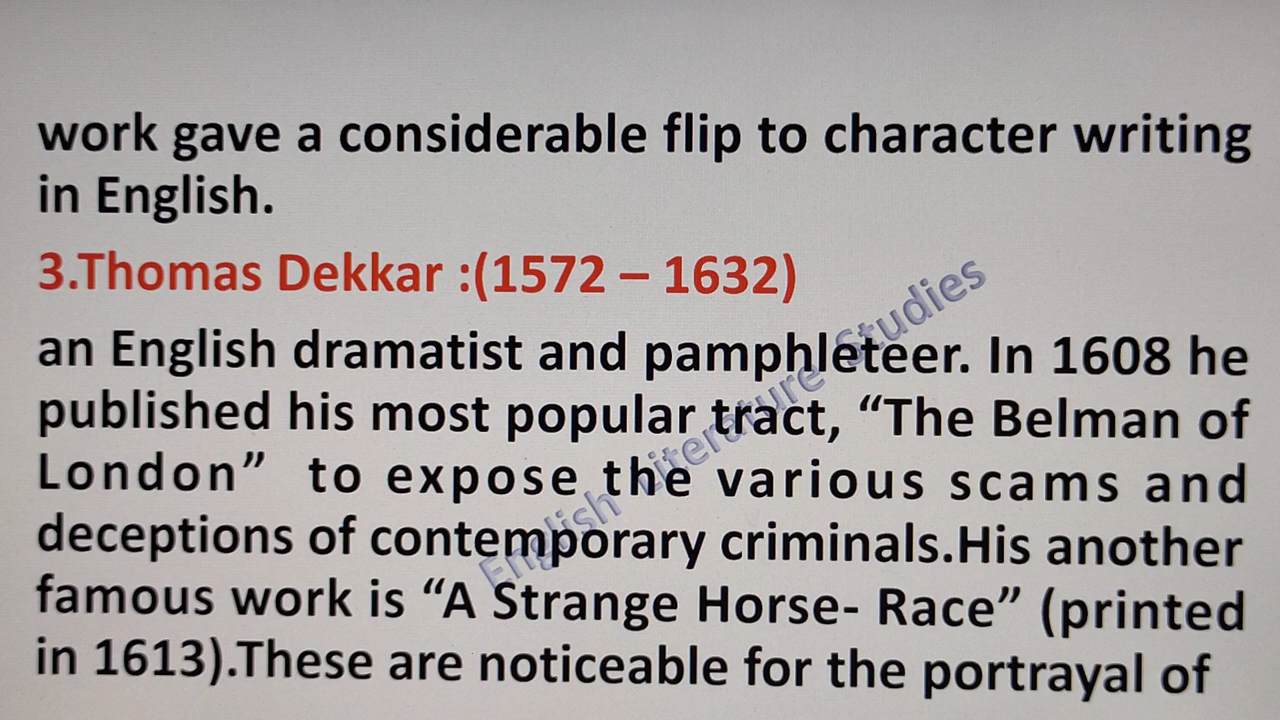 work gave a considerable flip to character writing
in English.
3.Thomas Dekkar :(1572 – 1632)
an English dramatist and pamphleteer. In 1608 he
published his most popular tract, “The Belman of
London” to expose the various scams and
deceptions of contemporary criminals.His another
famous work is “A Strange Horse- Race” (printed
in 1613).These are noticeable for the portrayal of
English Literature Studies